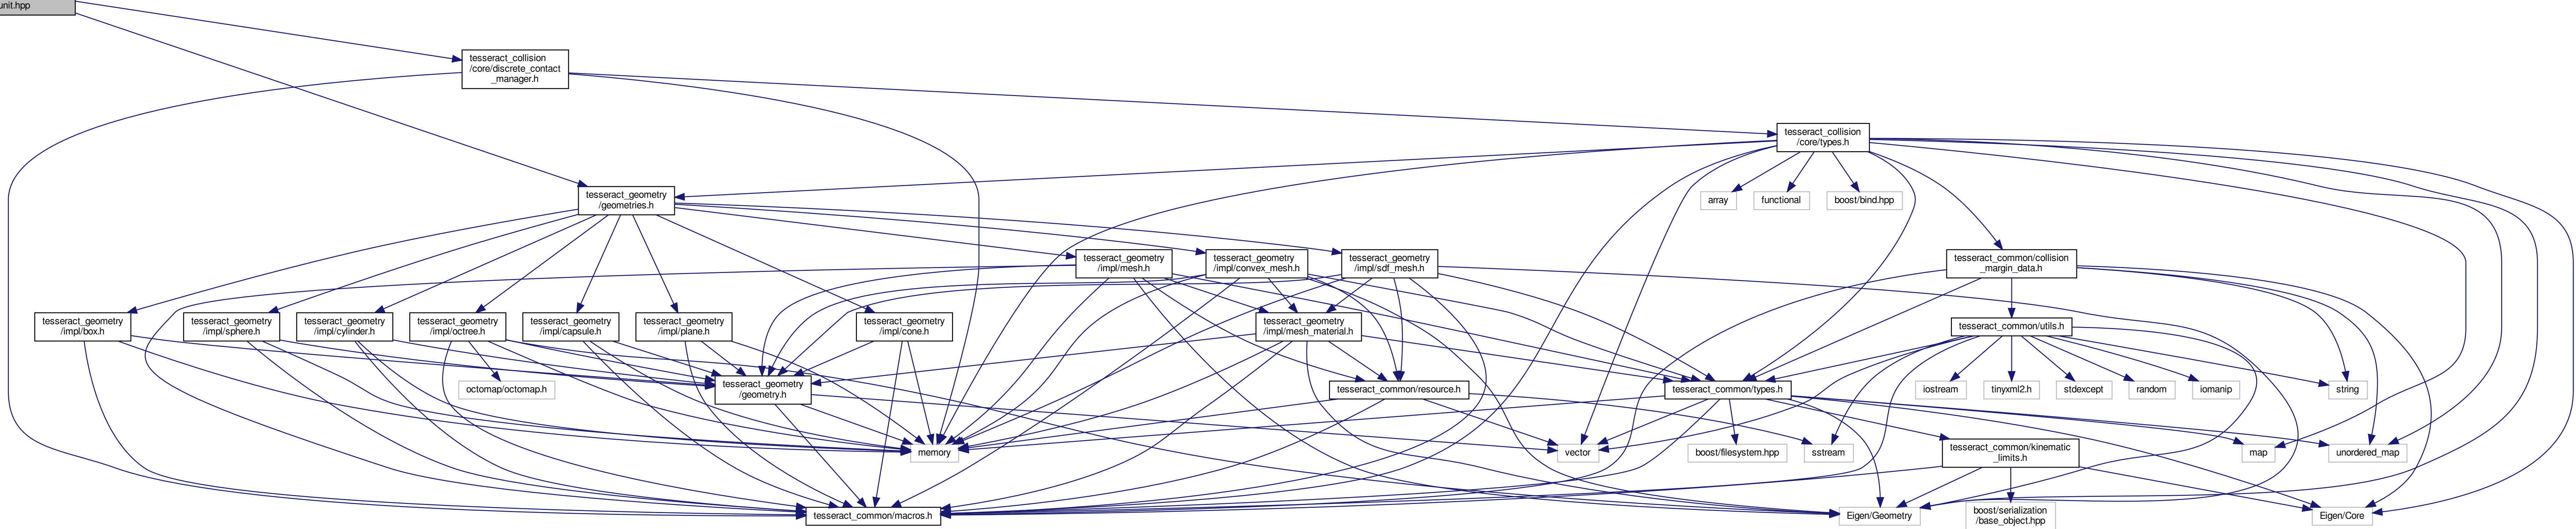 unit.hpp
tesseract_collision
/core/discrete_contact
_manager.h
tesseract_collision
/core/types.h
tesseract_geometry
/geometries.h
array
functional
boost/bind.hpp
tesseract_geometry
/impl/mesh.h
tesseract_geometry
/impl/convex_mesh.h
tesseract_geometry
/impl/sdf_mesh.h
tesseract_common/collision
_margin_data.h
tesseract_geometry
/impl/box.h
tesseract_geometry
/impl/sphere.h
tesseract_geometry
/impl/cylinder.h
tesseract_geometry
/impl/octree.h
tesseract_geometry
/impl/capsule.h
tesseract_geometry
/impl/plane.h
tesseract_geometry
/impl/cone.h
tesseract_geometry
/impl/mesh_material.h
tesseract_common/utils.h
octomap/octomap.h
tesseract_geometry
/geometry.h
tesseract_common/resource.h
tesseract_common/types.h
iostream
tinyxml2.h
stdexcept
random
iomanip
string
memory
vector
boost/filesystem.hpp
sstream
tesseract_common/kinematic
_limits.h
map
unordered_map
tesseract_common/macros.h
Eigen/Geometry
boost/serialization
/base_object.hpp
Eigen/Core